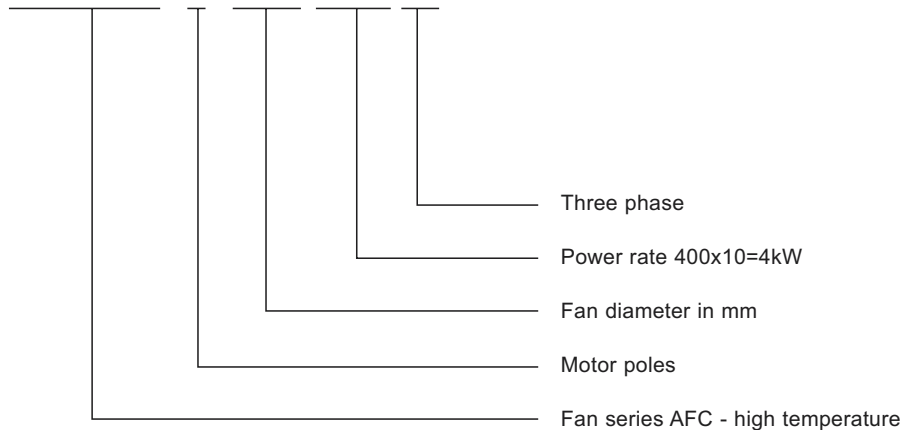 Three phase
Power rate 400x10=4kW
Fan diameter in mm
Motor poles
Fan series AFC - high temperature